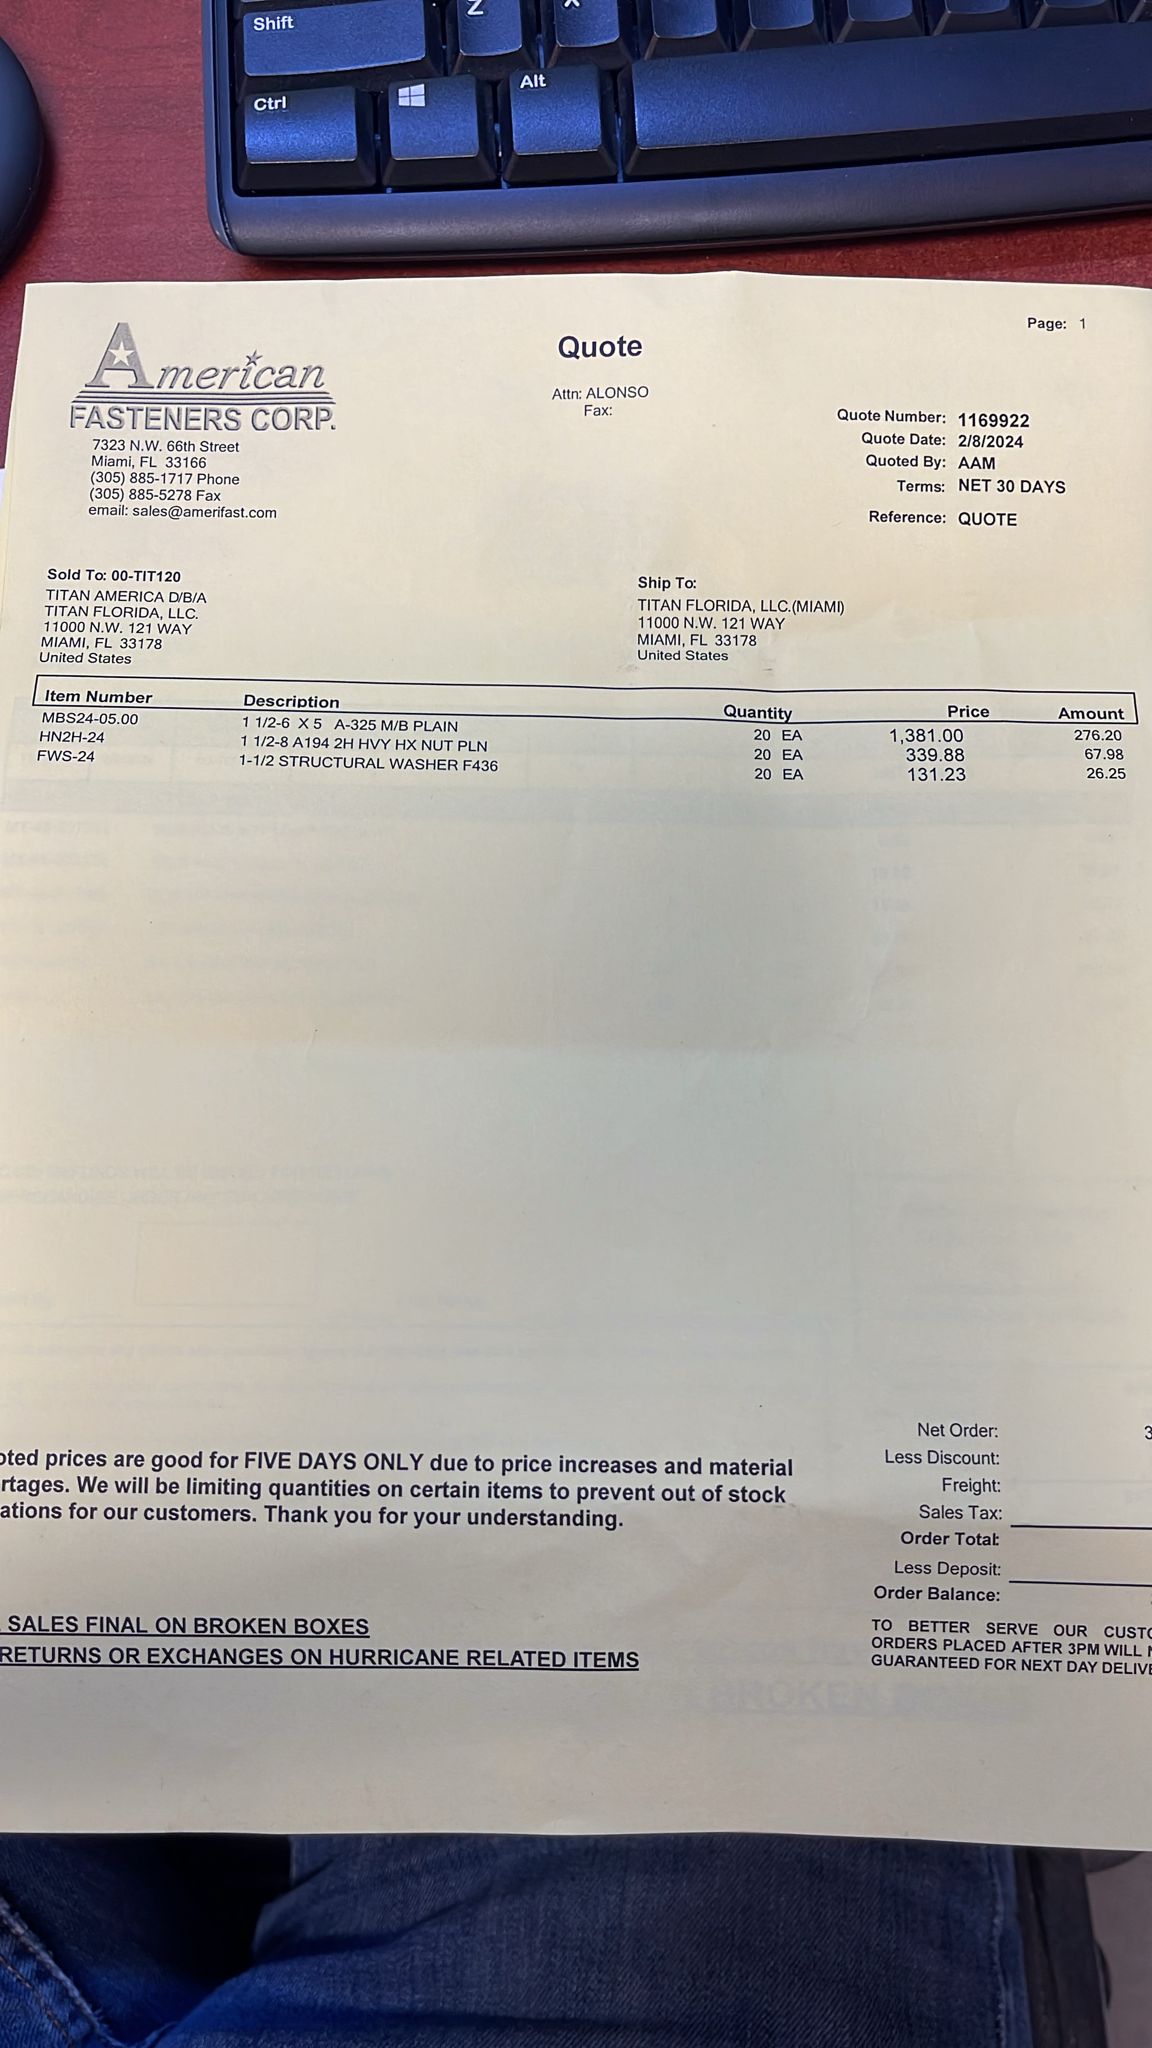 Shift
Z
X
Ctrl
Alt
Page: 1
American
FASTENERS CORP.
7323 N.W. 66th Street
Miami, FL 33166
(305) 885-1717 Phone
(305) 885-5278 Fax
email: sales@amerifast.com
Quote
Attn: ALONSO
Fax:
Quote Number: 1169922
Quote Date: 2/8/2024
Quoted By: AAM
Terms: NET 30 DAYS
Reference: QUOTE
Sold To: 00-TIT120
TITAN AMERICA D/B/A
TITAN FLORIDA, LLC.
11000 N.W. 121 WAY
MIAMI, FL 33178
United States
Ship To:
TITAN FLORIDA, LLC.(MIAMI)
11000 N.W. 121 WAY
MIAMI, FL 33178
United States
Item Number Description Quantity Price Amount
MBS24-05.00 1 1/2-6 X 5 A-325 M/B PLAIN 20 EA 1,381.00 276.20
HN2H-24 1 1/2-8 A194 2H HVY HX NUT PLN 20 EA 339.88 67.98
FWS-24 1-1/2 STRUCTURAL WASHER F436 20 EA 131.23 26.25
oted prices are good for FIVE DAYS ONLY due to price increases and material
rtages. We will be limiting quantities on certain items to prevent out of stock
ations for our customers. Thank you for your understanding.
SALES FINAL ON BROKEN BOXES
RETURNS OR EXCHANGES ON HURRICANE RELATED ITEMS
Net Order: 3
Less Discount:
Freight:
Sales Tax:
Order Total:
Less Deposit:
Order Balance:
TO BETTER SERVE OUR CUSTO
ORDERS PLACED AFTER 3PM WILL N
GUARANTEED FOR NEXT DAY DELIVE
BROKEN